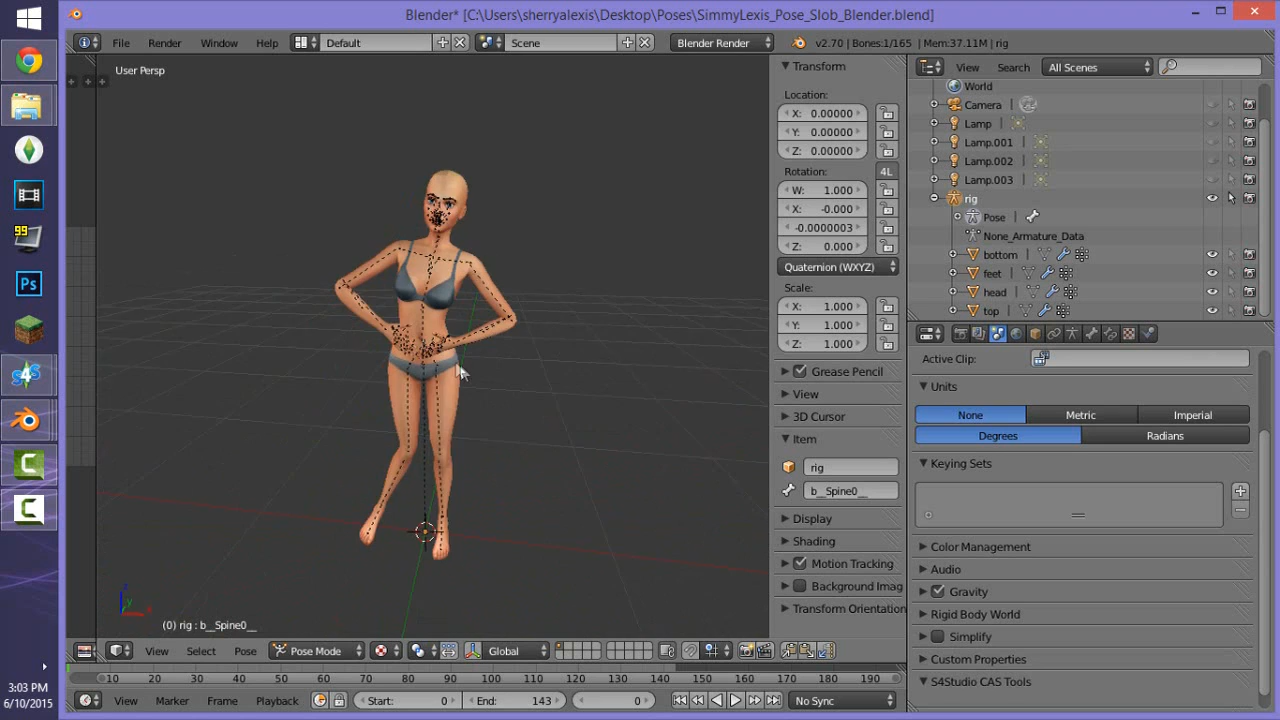 Blender* [C:\Users\sherryalexis\Desktop\Poses\SimmyLexis_Pose_Slob_Blender.blend]
File Render Window Help Default Scene Blender Render v2.70 | Bones:1/165 | Mem:37.11M | rig
User Persp
Transform
Location:
X: 0.00000
Y: 0.00000
Z: 0.00000
Rotation: 4L
W: 1.000
X: -0.000
-0.0000003
Z: 0.000
Quaternion (WXYZ)
Scale:
X: 1.000
Y: 1.000
Z: 1.000
Grease Pencil
View
3D Cursor
Item
rig
b__Spine0__
Display
Shading
Motion Tracking
Background Imag
Transform Orientation
View Search All Scenes
World
Camera
Lamp
Lamp.001
Lamp.002
Lamp.003
rig
Pose
None_Armature_Data
bottom
feet
head
top
Active Clip:
Units
None Metric Imperial
Degrees Radians
Keying Sets
Color Management
Audio
Gravity
Rigid Body World
Simplify
Custom Properties
S4Studio CAS Tools
z
y
x
(0) rig : b__Spine0__
View Select Pose Pose Mode Global
10 20 30 40 50 60 70 80 90 100 110 120 130 140 150 160 170 180 190
View Marker Frame Playback Start: 0 End: 143 0 No Sync
99
Ps
S4
C
C
3:03 PM
6/10/2015